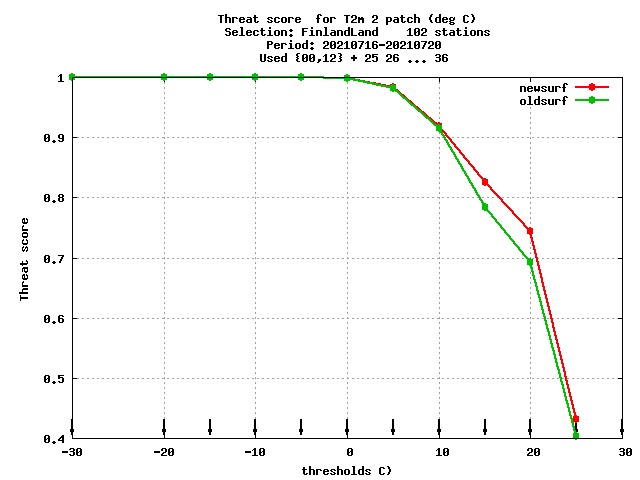 Threat score  for T2m 2 patch (deg C)
Selection: FinlandLand    102 stations
Period: 20210716-20210720
Used {00,12} + 25 26 ... 36
newsurf
oldsurf
Threat score
1
0.9
0.8
0.7
0.6
0.5
0.4
-30
-20
-10
0
10
20
30
thresholds C)